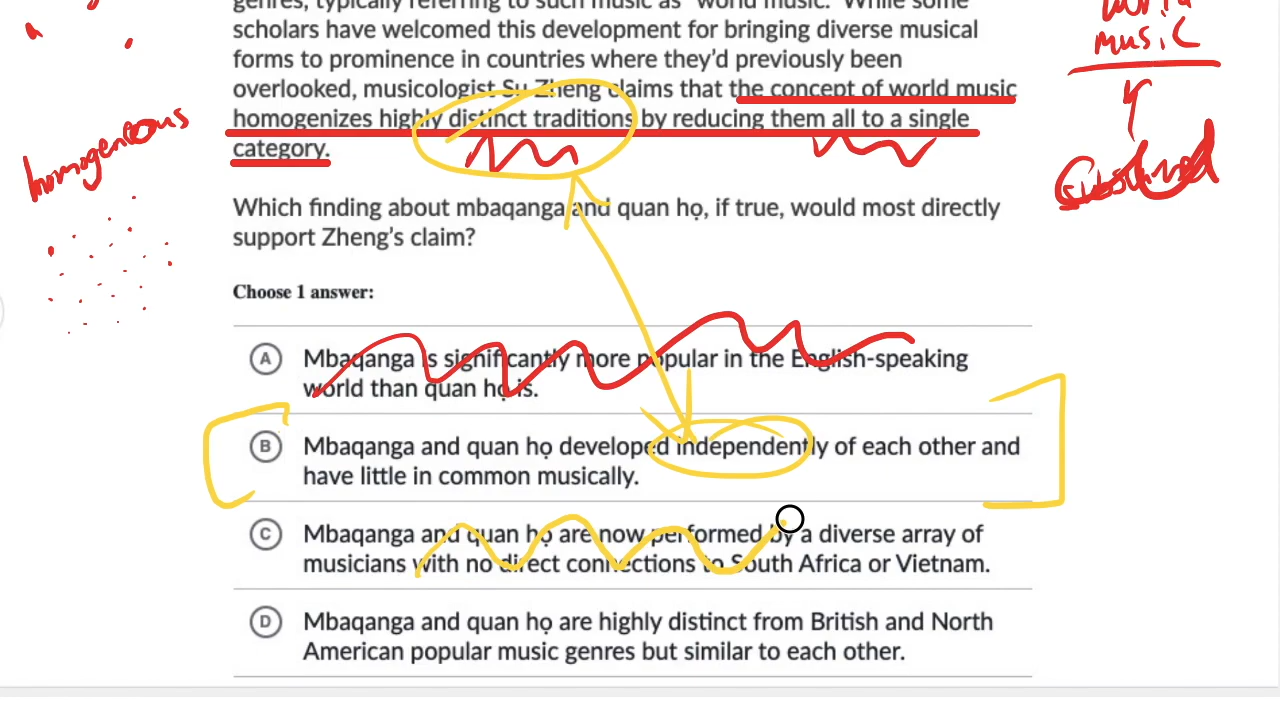 genres, typically referring to such music as "world music." While some
scholars have welcomed this development for bringing diverse musical
forms to prominence in countries where they'd previously been
overlooked, musicologist Su Zheng claims that the concept of world music
homogenizes highly distinct traditions by reducing them all to a single
category.
world
music
subsumed
homogeneous
Which finding about mbaqanga and quan họ, if true, would most directly
support Zheng's claim?
Choose 1 answer:
A Mbaqanga is significantly more popular in the English-speaking
world than quan họ is.
B Mbaqanga and quan họ developed independently of each other and
have little in common musically.
C Mbaqanga and quan họ are now performed by a diverse array of
musicians with no direct connections to South Africa or Vietnam.
D Mbaqanga and quan họ are highly distinct from British and North
American popular music genres but similar to each other.